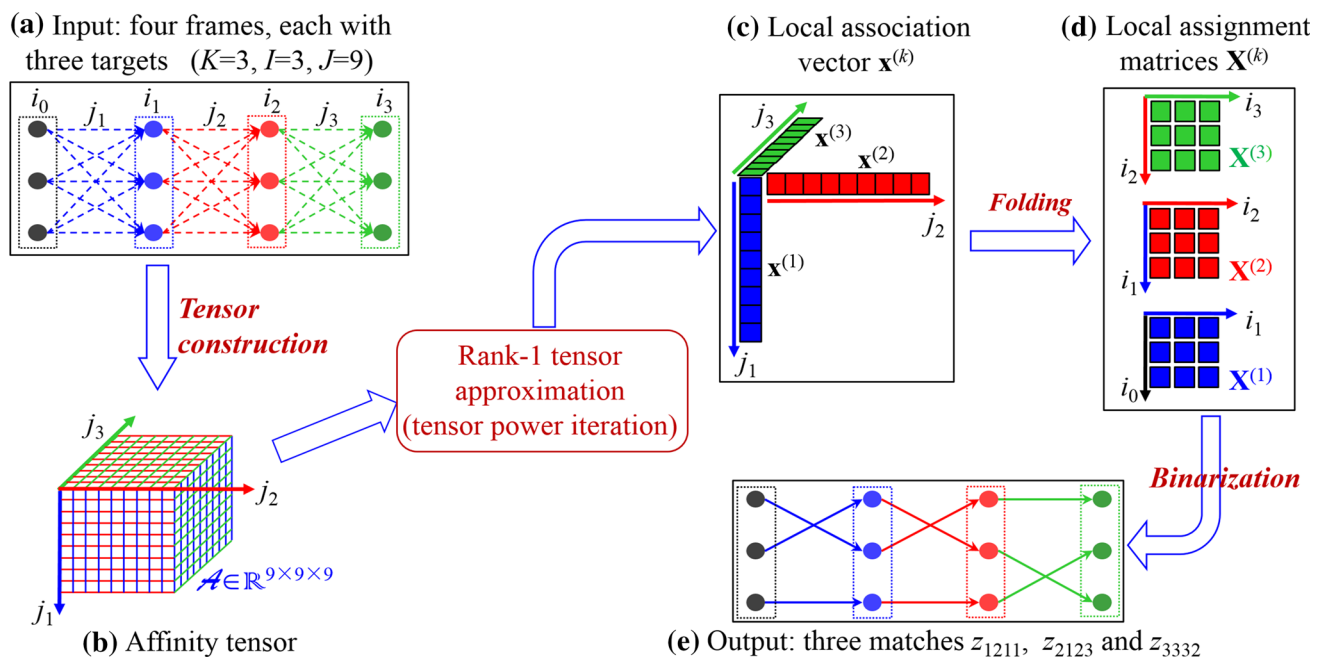 (a) Input: four frames, each with
three targets (K=3, I=3, J=9)
i₀ j₁ i₁ j₂ i₂ j₃ i₃
Tensor
construction
j₃
j₂
j₁
𝒜∈ℝ⁹ˣ⁹ˣ⁹
(b) Affinity tensor
Rank-1 tensor
approximation
(tensor power iteration)
(c) Local association
vector x⁽ᵏ⁾
j₃
x⁽³⁾
x⁽²⁾
j₂
x⁽¹⁾
j₁
Folding
(d) Local assignment
matrices X⁽ᵏ⁾
i₃
X⁽³⁾
i₂
i₂
X⁽²⁾
i₁
i₁
X⁽¹⁾
i₀
Binarization
(e) Output: three matches z₁₂₁₁, z₂₁₂₃ and z₃₃₃₂